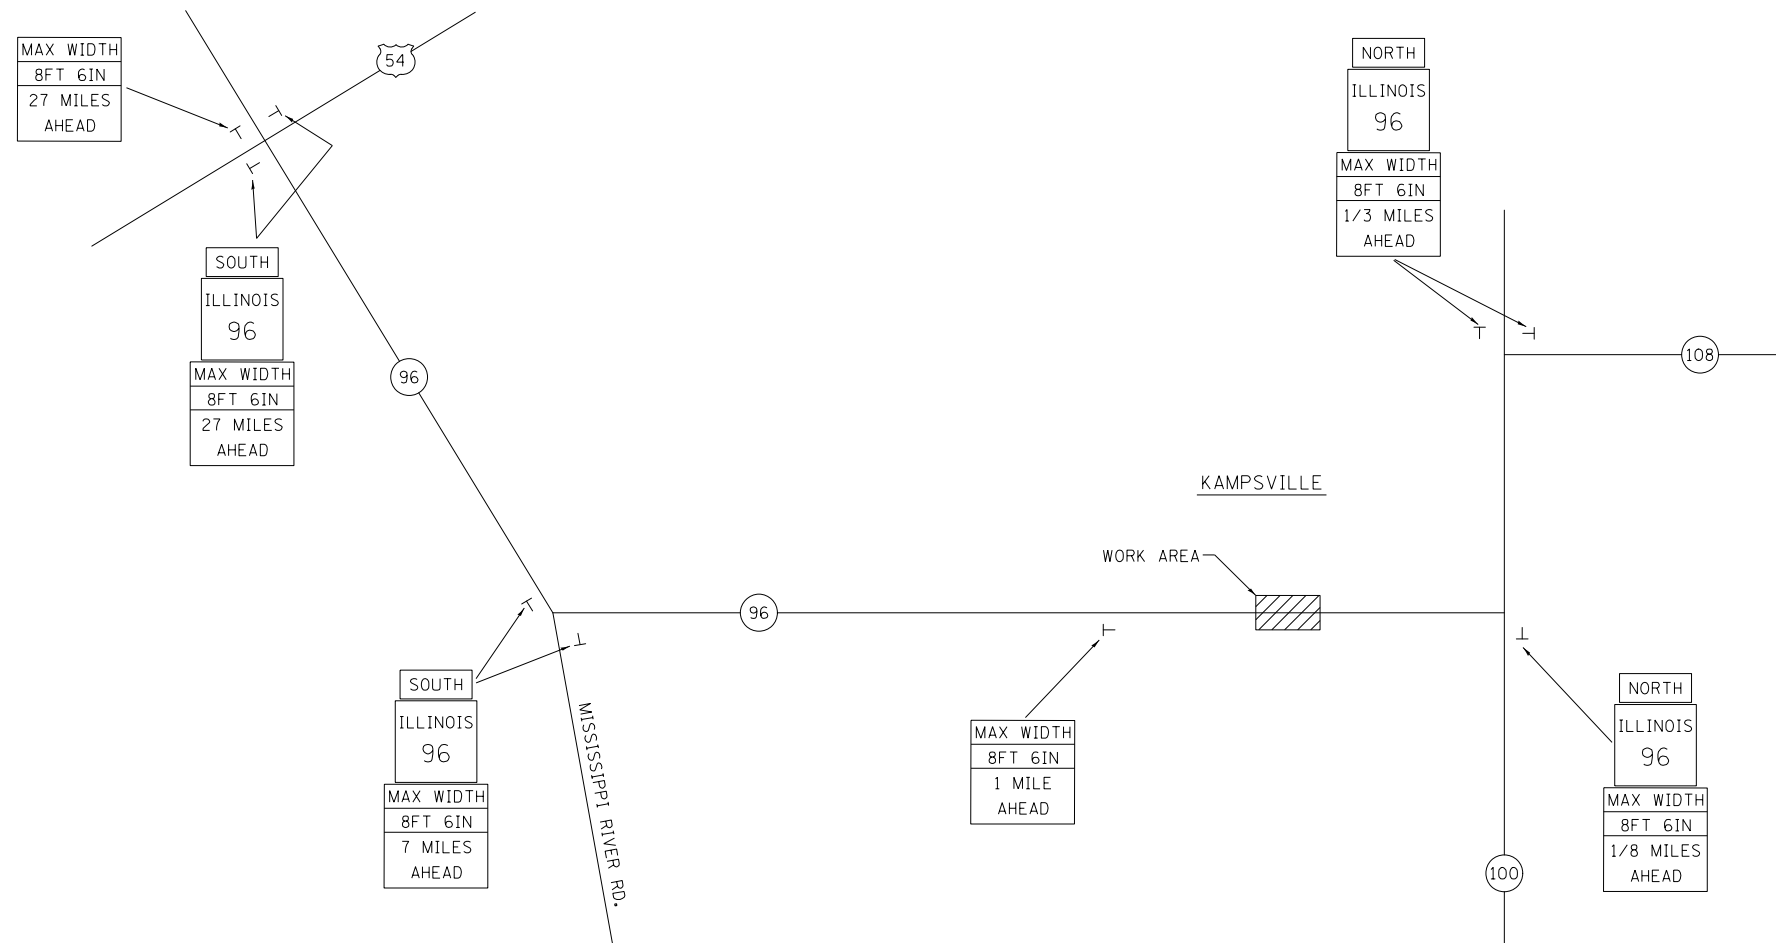 MAX WIDTH
8FT 6IN
27 MILES
AHEAD
54
NORTH
ILLINOIS
96
MAX WIDTH
8FT 6IN
1/3 MILES
AHEAD
SOUTH
ILLINOIS
96
MAX WIDTH
8FT 6IN
27 MILES
AHEAD
96
108
KAMPSVILLE
WORK AREA
96
SOUTH
ILLINOIS
96
MAX WIDTH
8FT 6IN
7 MILES
AHEAD
MISSISSIPPI RIVER RD.
MAX WIDTH
8FT 6IN
1 MILE
AHEAD
NORTH
ILLINOIS
96
MAX WIDTH
8FT 6IN
1/8 MILES
AHEAD
100